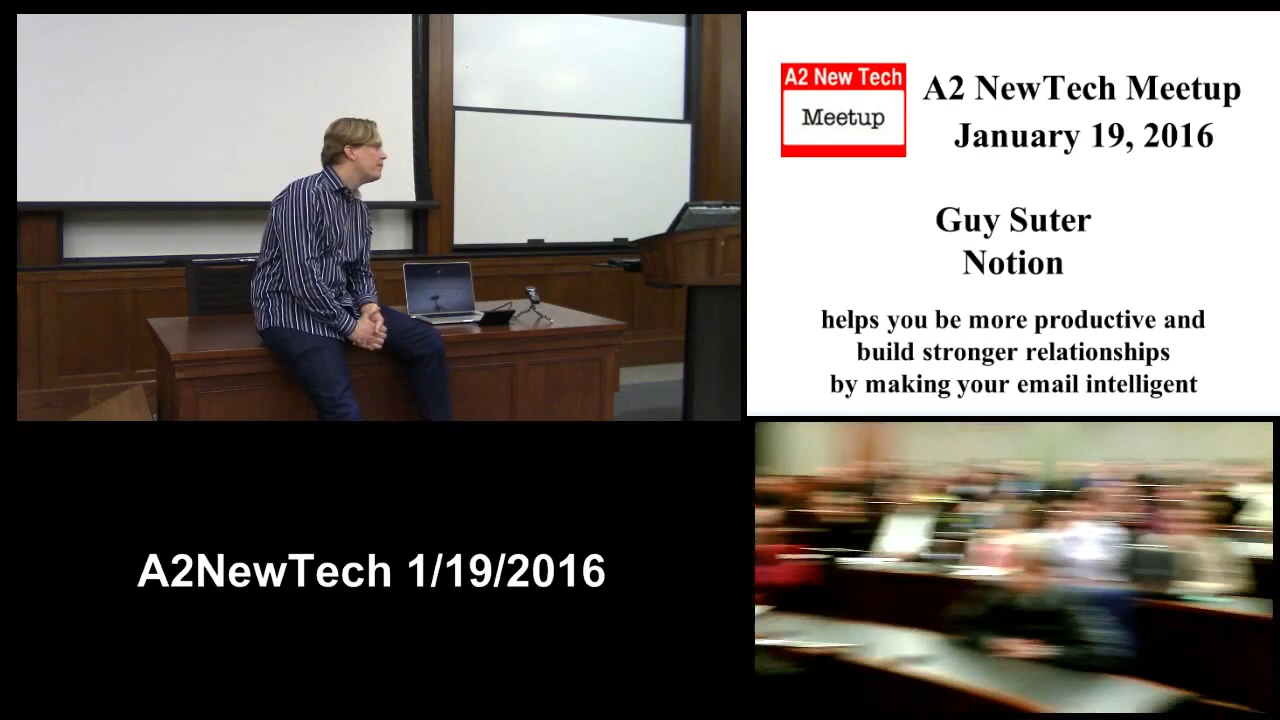 A2 New Tech
Meetup
A2 NewTech Meetup
January 19, 2016
Guy Suter
Notion
helps you be more productive and
build stronger relationships
by making your email intelligent
A2NewTech 1/19/2016